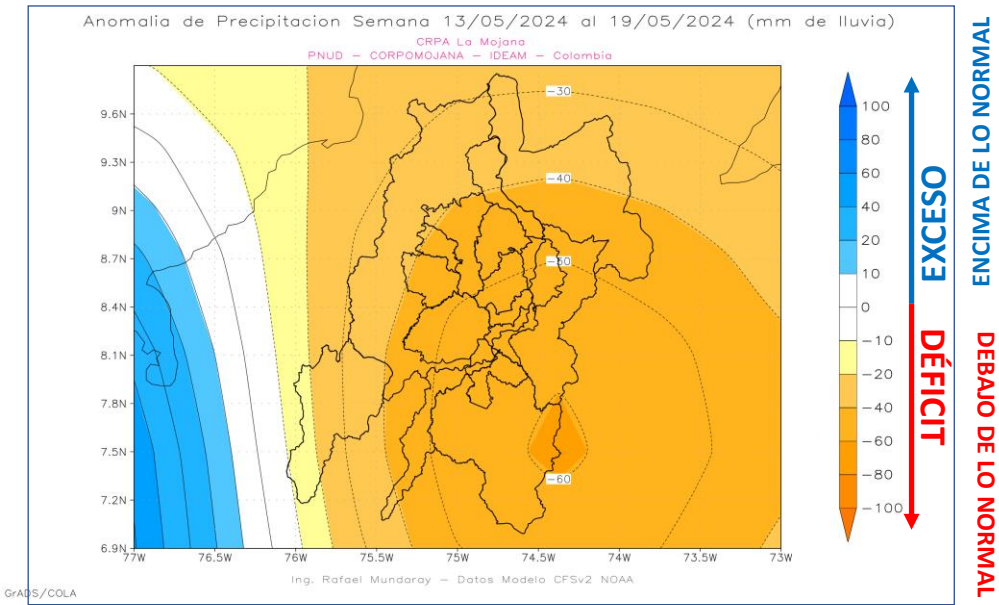 Anomalia de Precipitacion Semana 13/05/2024 al 19/05/2024 (mm de lluvia)
CRPA La Mojana
PNUD – CORPOMOJANA – IDEAM – Colombia
9.6N
9.3N
9N
8.7N
8.4N
8.1N
7.8N
7.5N
7.2N
6.9N
77W
76.5W
76W
75.5W
75W
74.5W
74W
73.5W
73W
-30
-40
-50
-60
Ing. Rafael Mundaray – Datos Modelo CFSv2 NOAA
GrADS/COLA
100
80
60
40
20
10
0
-10
-20
-40
-60
-80
-100
EXCESO
DÉFICIT
ENCIMA DE LO NORMAL
DEBAJO DE LO NORMAL